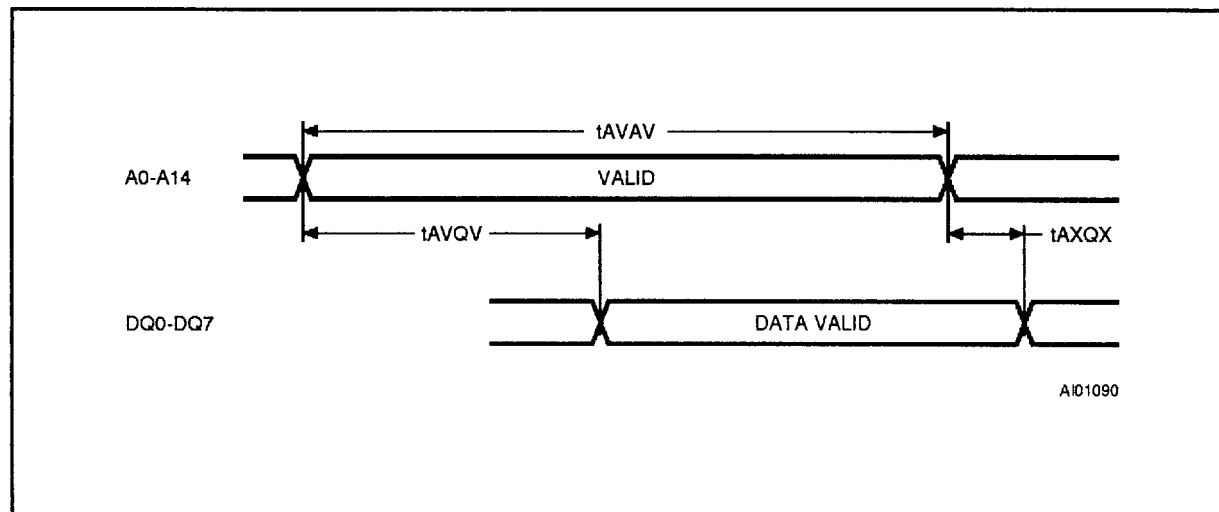 tAVAV
A0-A14
VALID
tAVQV
tAXQX
DQ0-DQ7
DATA VALID
AI01090